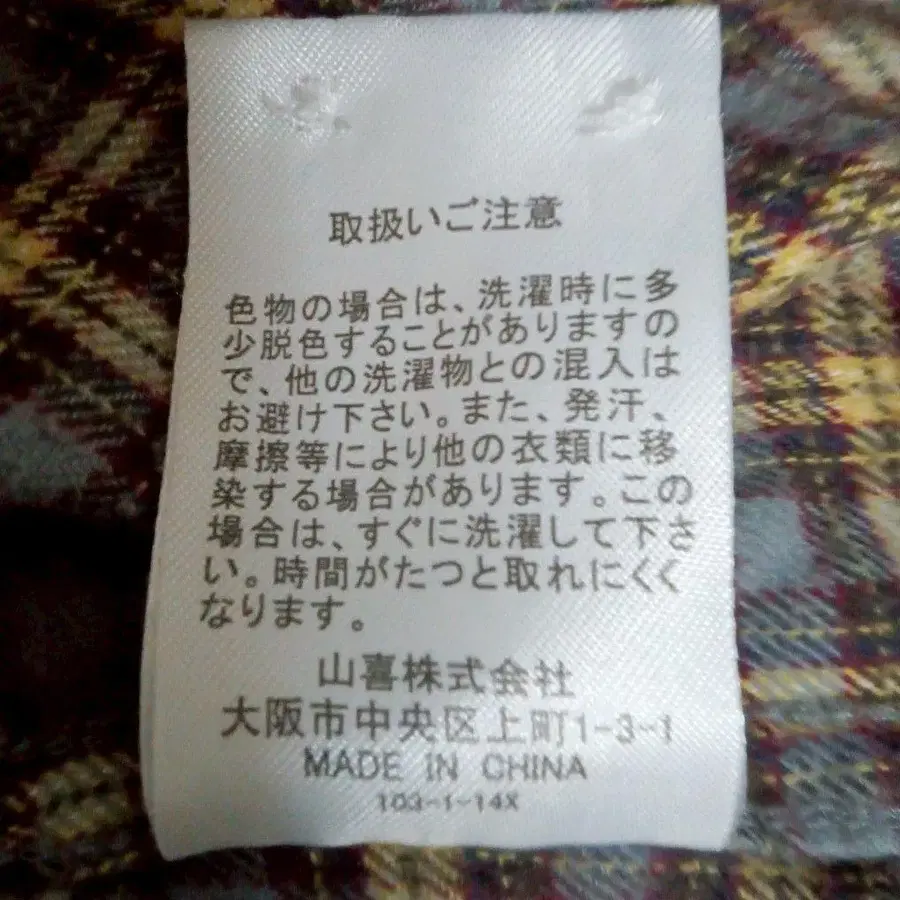 取扱いご注意
色物の場合は、洗濯時に多
少脱色することがありますの
で、他の洗濯物との混入は
お避け下さい。また、発汗、
摩擦等により他の衣類に移
染する場合があります。この
場合は、すぐに洗濯して下さ
い。時間がたつと取れにくく
なります。
山喜株式会社
大阪市中央区上町1-3-1
MADE IN CHINA
103-1-14X